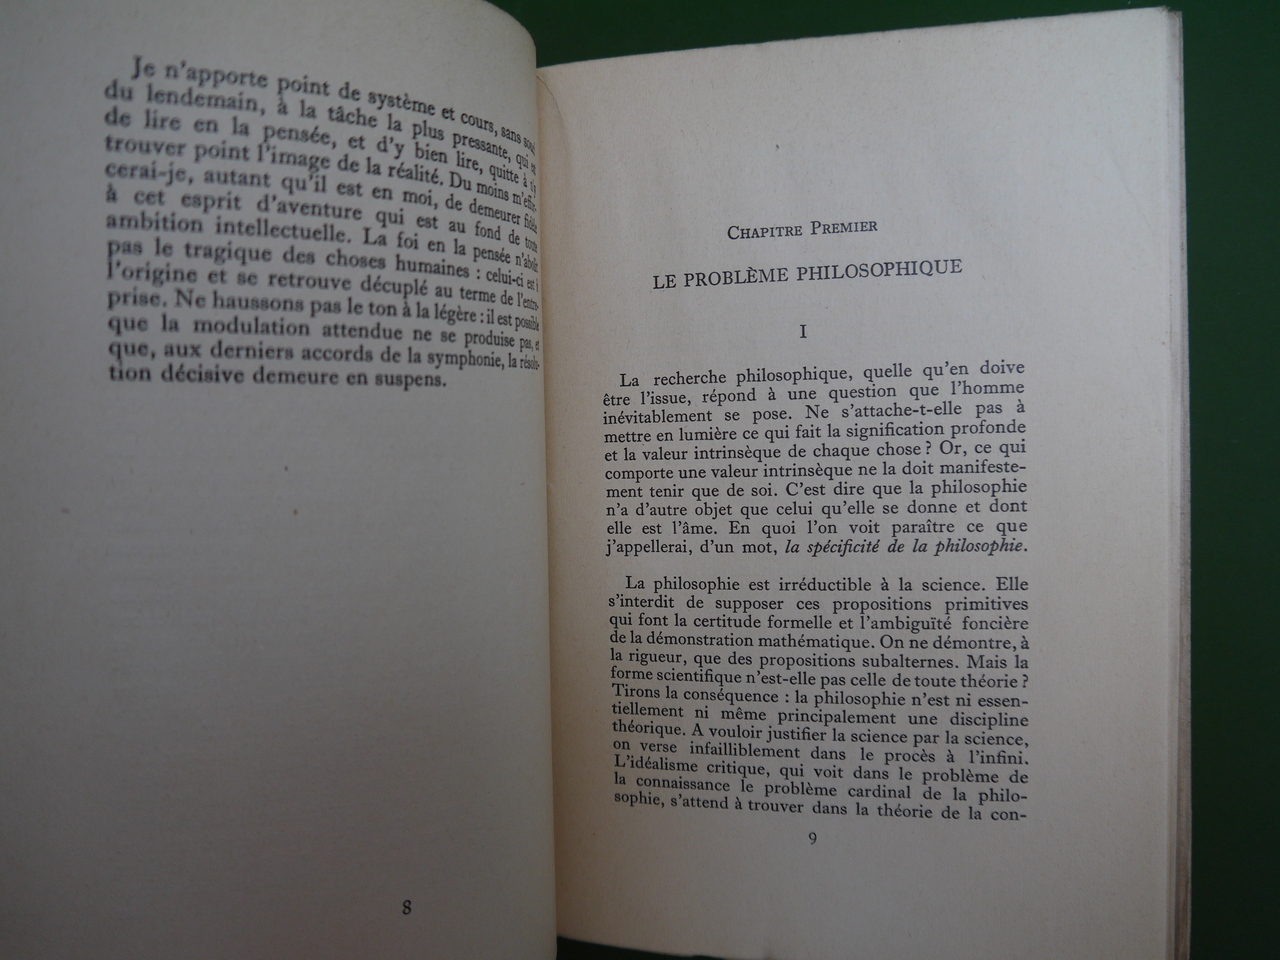 Je n'apporte point de système et cours, sans souci
du lendemain, à la tâche la plus pressante, qui est
de lire en la pensée, et d'y bien lire, quitte à n'y
trouver point l'image de la réalité. Du moins m'effor-
cerai-je, autant qu'il est en moi, de demeurer fidèle
à cet esprit d'aventure qui est au fond de toute
ambition intellectuelle. La foi en la pensée n'abolit
pas le tragique des choses humaines : celui-ci est à
l'origine et se retrouve décuplé au terme de l'entre-
prise. Ne haussons pas le ton à la légère : il est possible
que la modulation attendue ne se produise pas, et
que, aux derniers accords de la symphonie, la résolu-
tion décisive demeure en suspens.
8
CHAPITRE PREMIER
LE PROBLÈME PHILOSOPHIQUE
I
La recherche philosophique, quelle qu'en doive
être l'issue, répond à une question que l'homme
inévitablement se pose. Ne s'attache-t-elle pas à
mettre en lumière ce qui fait la signification profonde
et la valeur intrinsèque de chaque chose ? Or, ce qui
comporte une valeur intrinsèque ne la doit manifeste-
ment tenir que de soi. C'est dire que la philosophie
n'a d'autre objet que celui qu'elle se donne et dont
elle est l'âme. En quoi l'on voit paraître ce que
j'appellerai, d'un mot, la spécificité de la philosophie.
La philosophie est irréductible à la science. Elle
s'interdit de supposer ces propositions primitives
qui font la certitude formelle et l'ambiguïté foncière
de la démonstration mathématique. On ne démontre, à
la rigueur, que des propositions subalternes. Mais la
forme scientifique n'est-elle pas celle de toute théorie ?
Tirons la conséquence : la philosophie n'est ni essen-
tiellement ni même principalement une discipline
théorique. A vouloir justifier la science par la science,
on verse infailliblement dans le procès à l'infini.
L'idéalisme critique, qui voit dans le problème de
la connaissance le problème cardinal de la philo-
sophie, s'attend à trouver dans la théorie de la con-
9